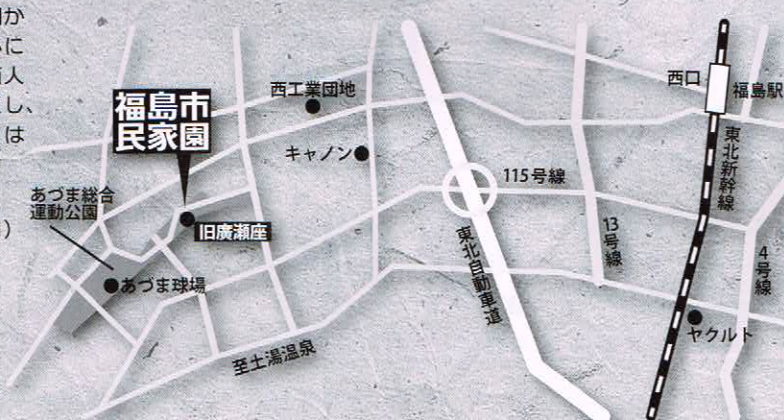 か
に
人
し、
は
)
福島市
民家園
西工業団地
キャノン
115号線
西口
福島駅
東北新幹線
あづま総合
運動公園
旧廣瀬座
あづま球場
東北自動車道
13号線
4号線
ヤクルト
至土湯温泉